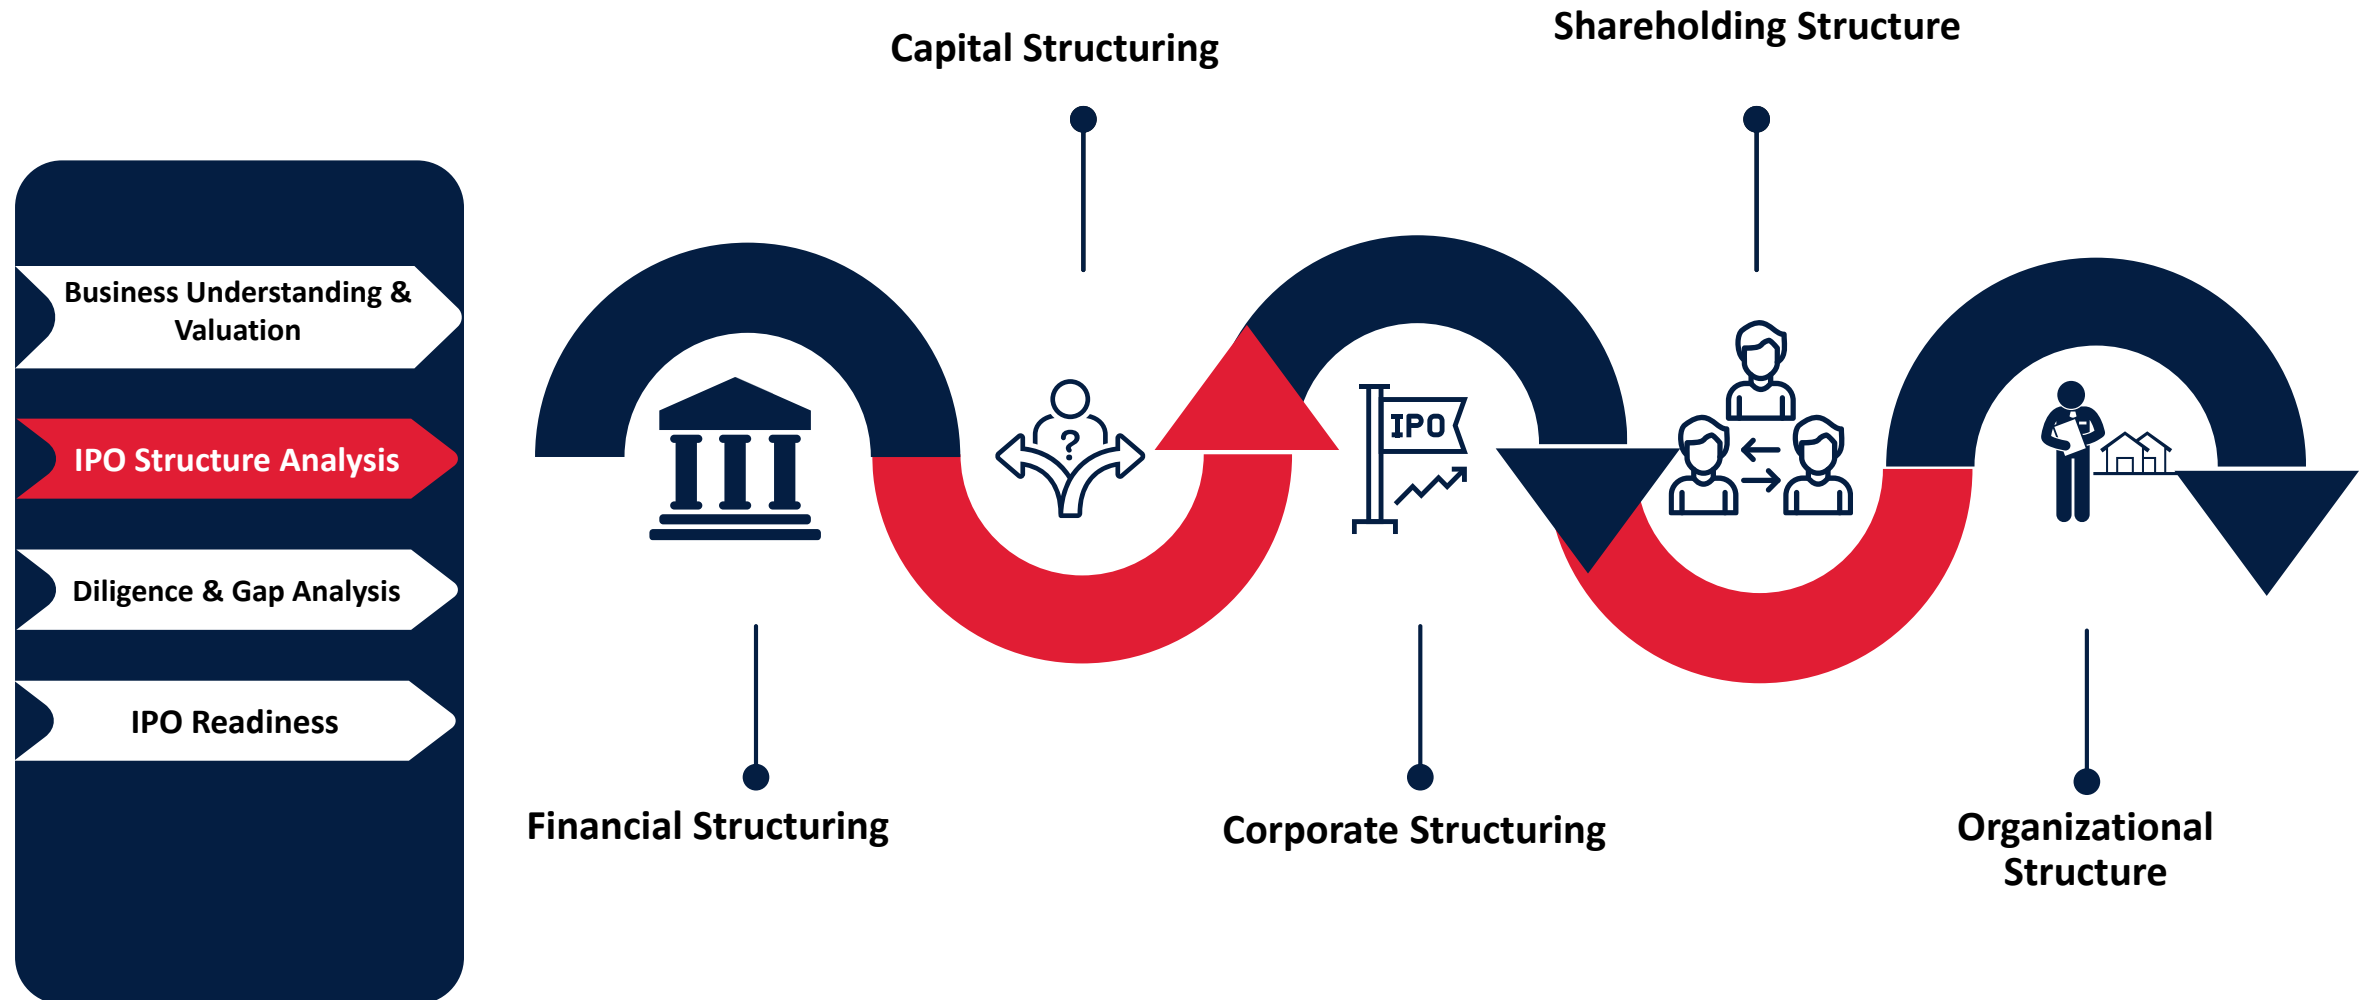 Business Understanding &
Valuation
IPO Structure Analysis
Diligence & Gap Analysis
IPO Readiness
Financial Structuring
Capital Structuring
?
IPO
Corporate Structuring
Shareholding Structure
Organizational
Structure